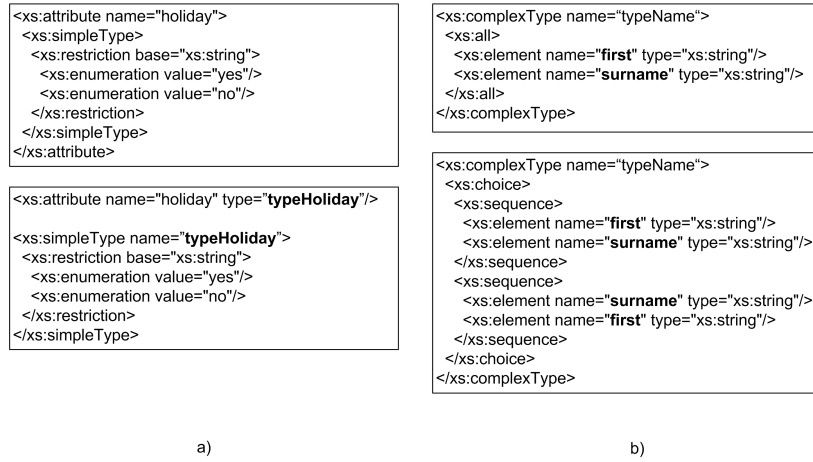 <xs:attribute name="holiday">
<xs:simpleType>
<xs:restriction base="xs:string">
<xs:enumeration value="yes"/>
<xs:enumeration value="no"/>
</xs:restriction>
</xs:simpleType>
</xs:attribute>
<xs:attribute name="holiday" type=”typeHoliday”/>
<xs:simpleType name=”typeHoliday”>
<xs:restriction base="xs:string">
<xs:enumeration value="yes"/>
<xs:enumeration value="no"/>
</xs:restriction>
</xs:simpleType>
a)
<xs:complexType name=“typeName“>
<xs:all>
<xs:element name="first" type="xs:string"/>
<xs:element name="surname" type="xs:string"/>
</xs:all>
</xs:complexType>
<xs:complexType name=“typeName“>
<xs:choice>
<xs:sequence>
<xs:element name="first" type="xs:string"/>
<xs:element name="surname" type="xs:string"/>
</xs:sequence>
<xs:sequence>
<xs:element name="surname" type="xs:string"/>
<xs:element name="first" type="xs:string"/>
</xs:sequence>
</xs:choice>
</xs:complexType>
b)